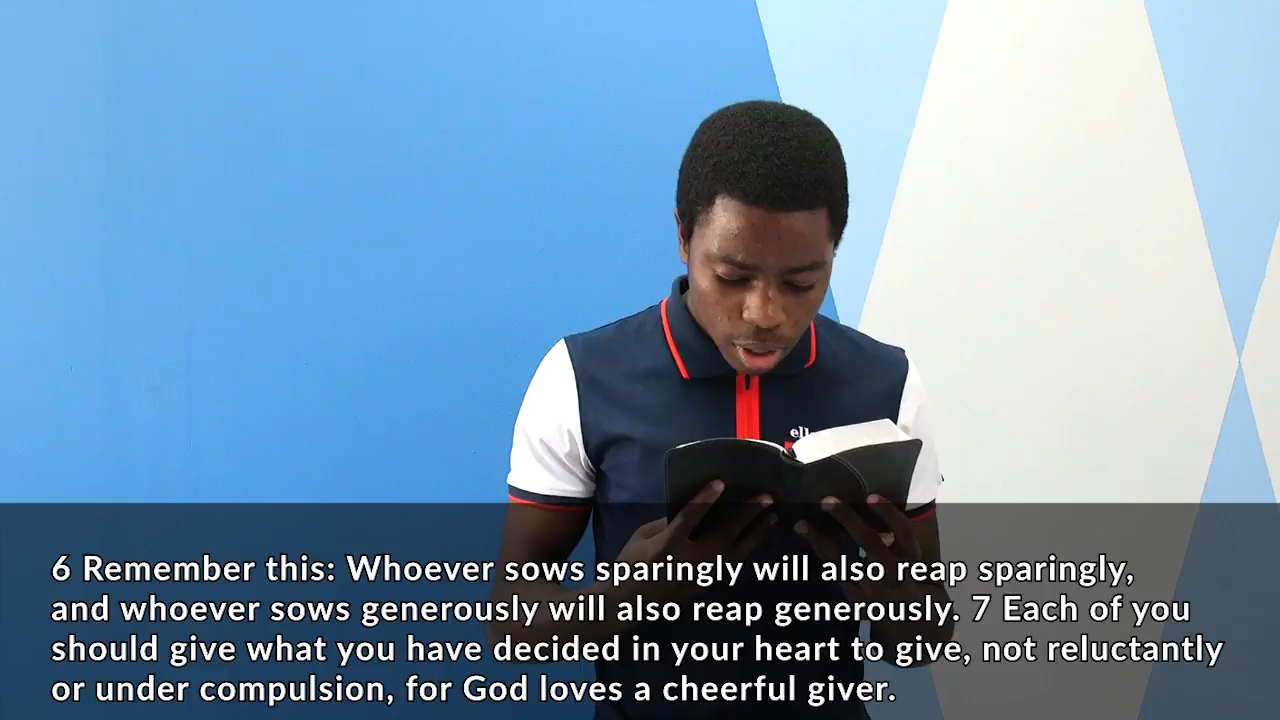 elle
6 Remember this: Whoever sows sparingly will also reap sparingly,
and whoever sows generously will also reap generously. 7 Each of you
should give what you have decided in your heart to give, not reluctantly
or under compulsion, for God loves a cheerful giver.